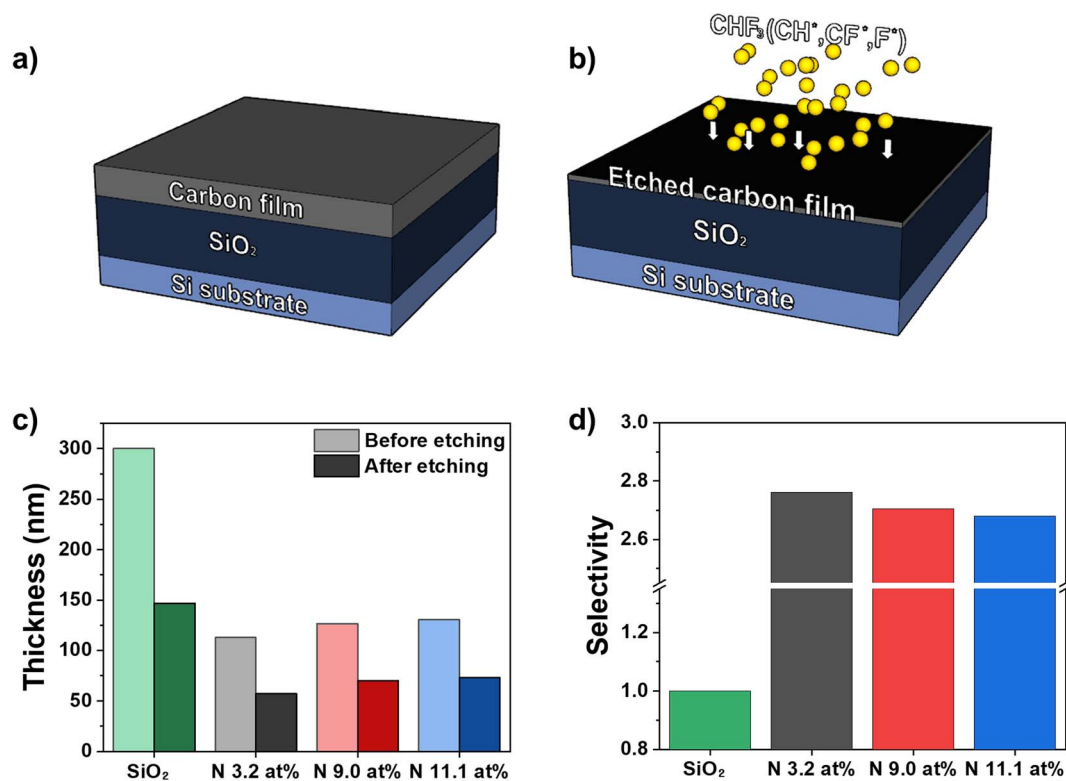 a)
Carbon film
SiO₂
Si substrate
b)
CHF₃(CH*,CF*,F*)
Etched carbon film
SiO₂
Si substrate
c)
Thickness (nm)
300
250
200
150
100
50
0
Before etching
After etching
SiO₂ N 3.2 at% N 9.0 at% N 11.1 at%
d)
Selectivity
3.0
2.8
2.6
1.2
1.0
0.8
SiO₂ N 3.2 at% N 9.0 at% N 11.1 at%